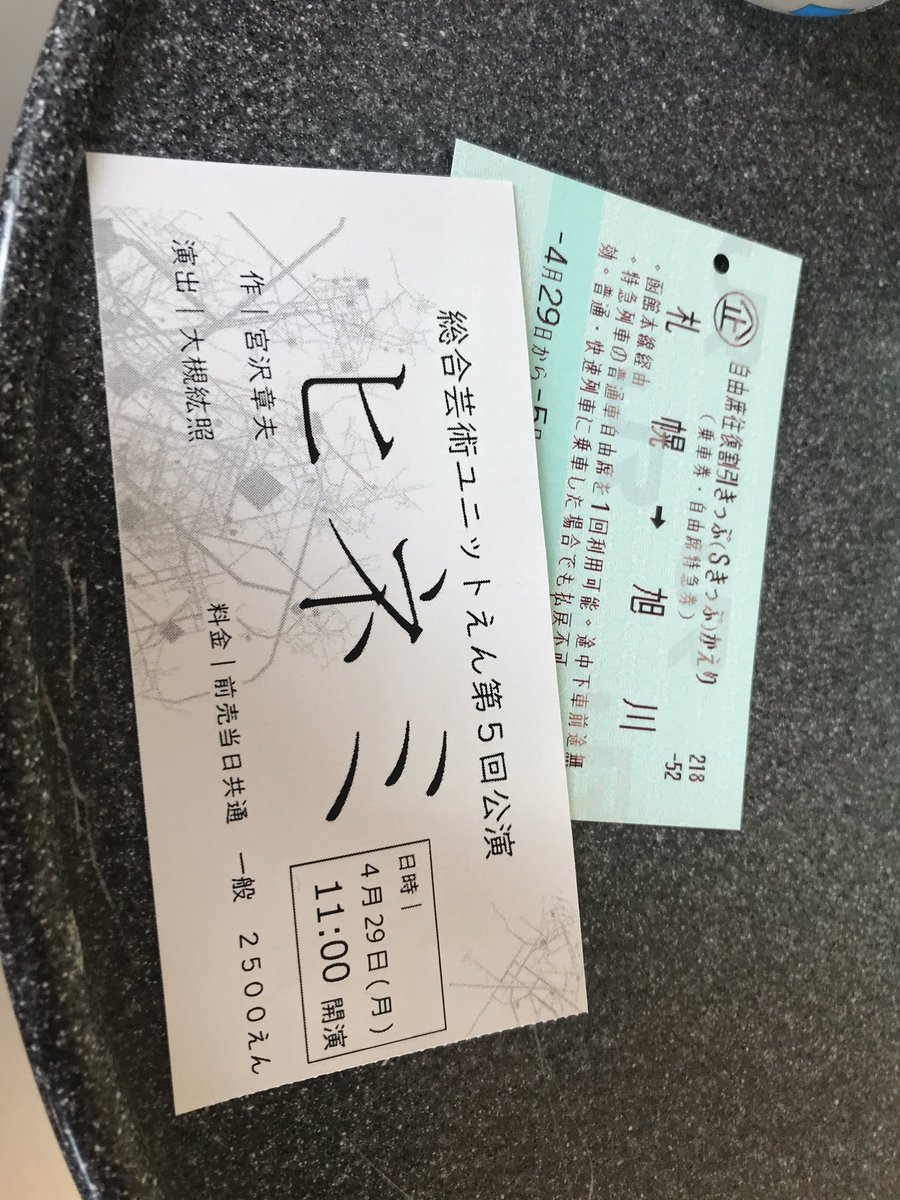 総合芸術ユニットえん第5回公演
ヒネミ
作｜宮沢章夫
演出｜大槻紘照
日時｜
4月29日(月)
11:00 開演
料金｜前売当日共通 一般 2500えん
企 自由席往復割引きっぷ(Sきっぷ)かえり
(乗車券・自由席特急券)
札幌 → 旭川
218
-52
。函館本線経由
。特急列車の普通車自由席を1回利用可能。途中下車前途無
効。普通・快速列車に乗車した場合でも払戻不可
-4月29日から-5月